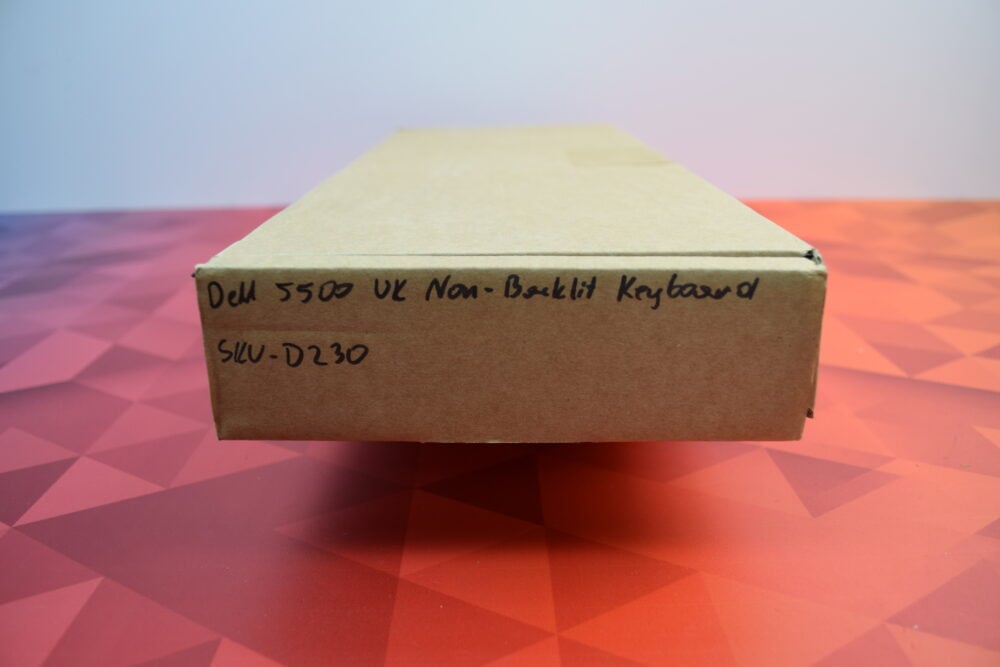 Dell 5500 UK Non-Backlit Keyboard
SKU-D230